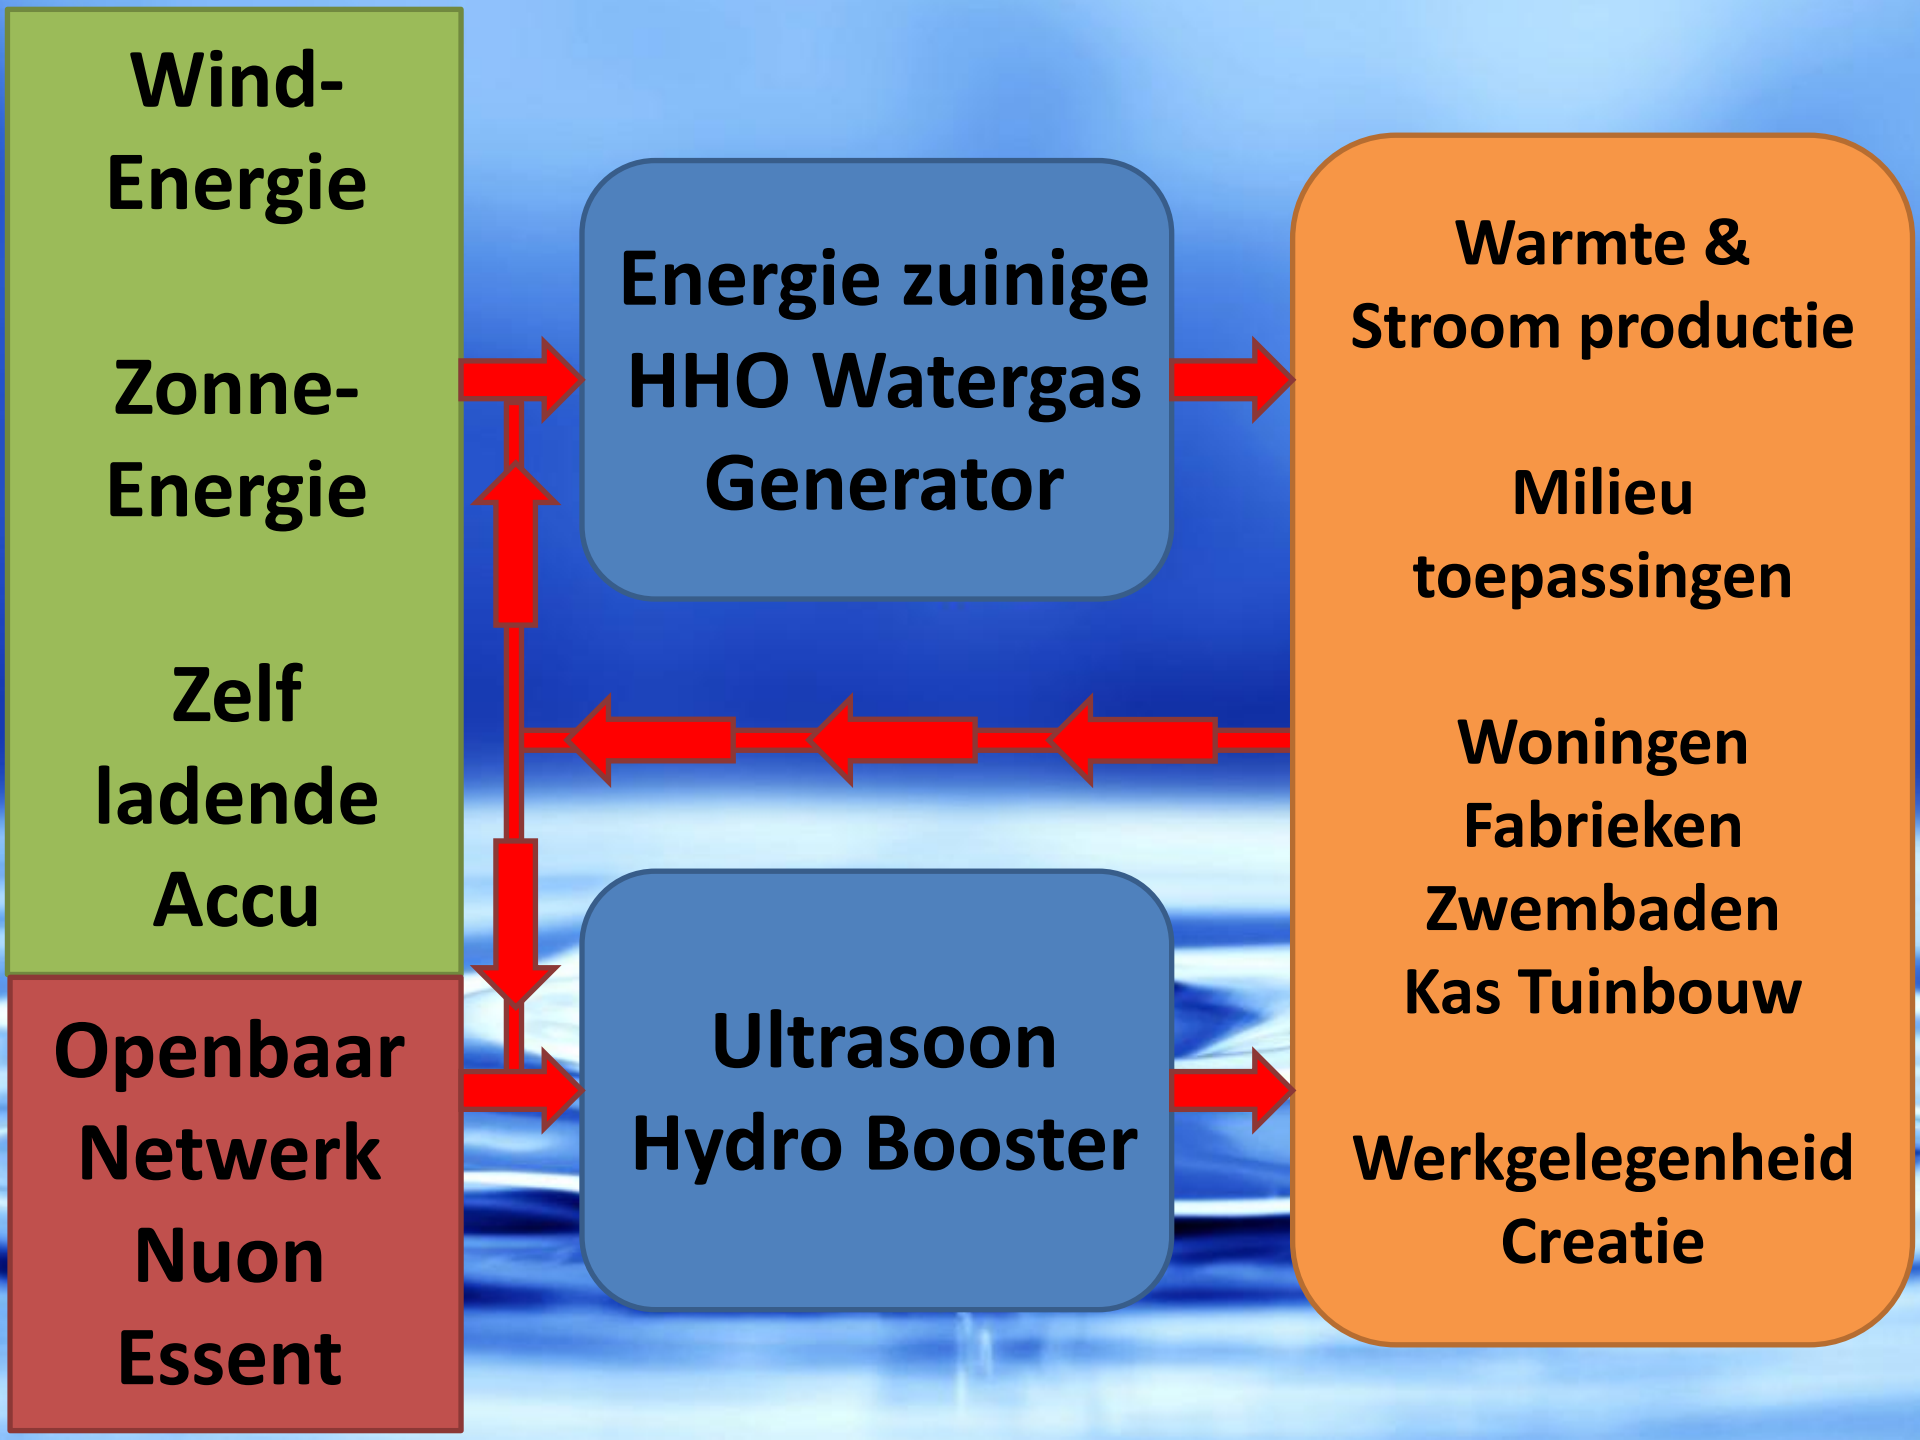 Wind-
Energie
Zonne-
Energie
Zelf
ladende
Accu
Openbaar
Netwerk
Nuon
Essent
Energie zuinige
HHO Watergas
Generator
Ultrasoon
Hydro Booster
Warmte &
Stroom productie
Milieu
toepassingen
Woningen
Fabrieken
Zwembaden
Kas Tuinbouw
Werkgelegenheid
Creatie